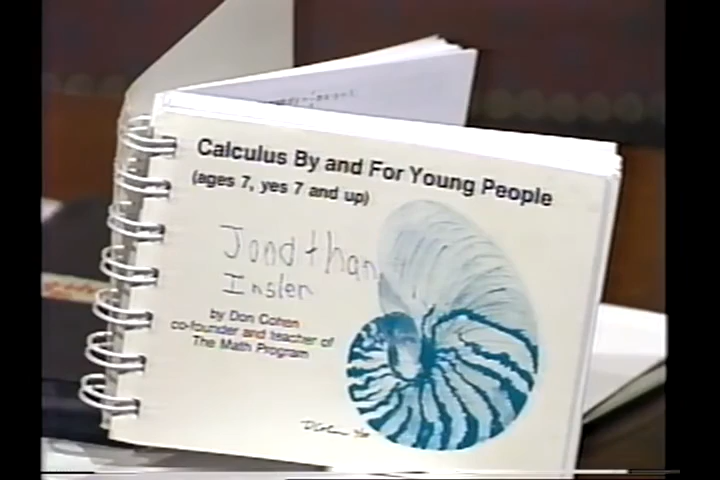 Calculus By and For Young People
(ages 7, yes 7 and up)
Jonathan
Insler
by Don Cohen
co-founder and teacher of
The Math Program